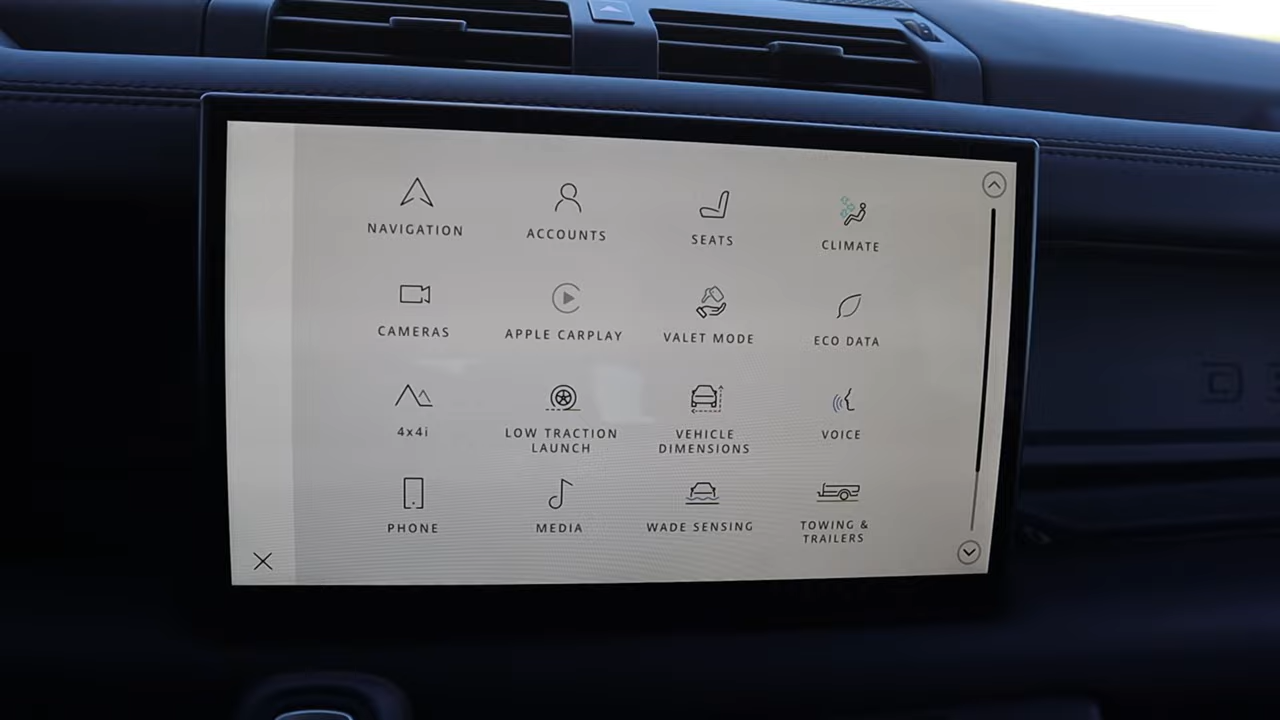 NAVIGATION
ACCOUNTS
SEATS
CLIMATE
CAMERAS
APPLE CARPLAY
VALET MODE
ECO DATA
4x4i
LOW TRACTION
LAUNCH
VEHICLE
DIMENSIONS
VOICE
PHONE
MEDIA
WADE SENSING
TOWING &
TRAILERS